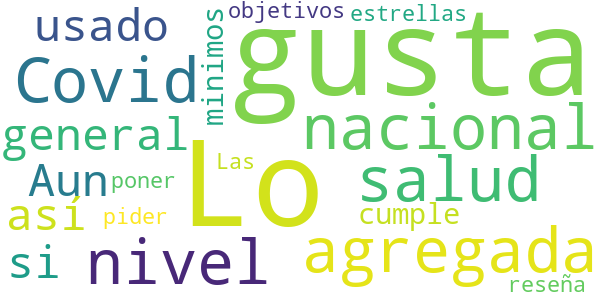 objetivos estrellas
usado minimos gusta
Covid
general nacional
Aun poner Las Lo salud
así pider cumple
si nivel agregada
reseña